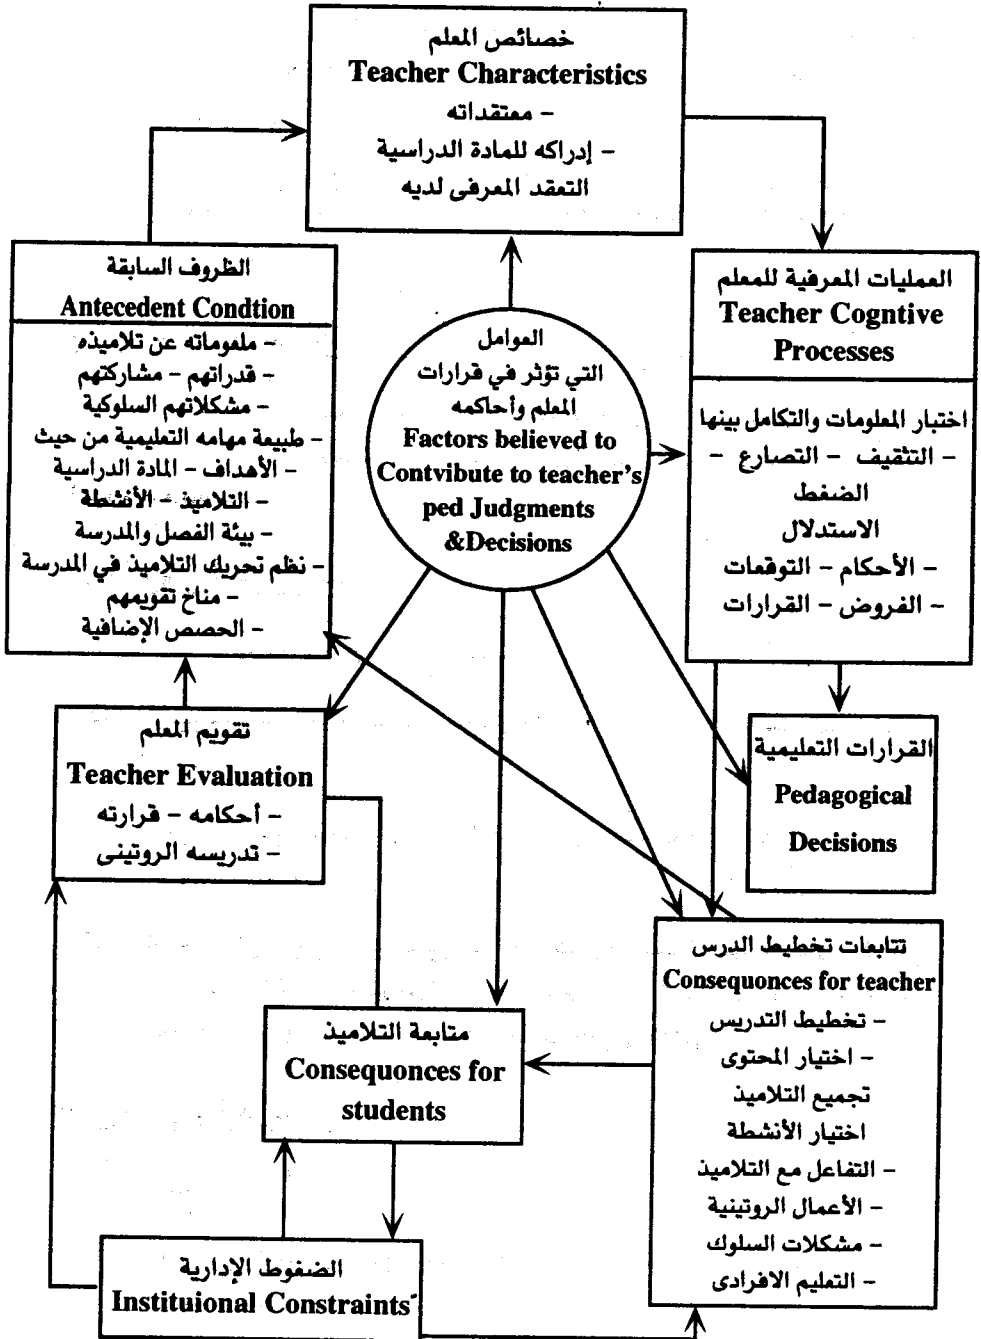 خصائص المعلم
Teacher Characteristics
– معتقداته
– إدراكه للمادة الدراسية
التعقد المعرفى لديه
الظروف السابقة
Antecedent Condtion
– ملعوماته عن تلاميذه
– قدراتهم – مشاركتهم
– مشكلاتهم السلوكية
– طبيعة مهامه التعليمية من حيث
– الأهداف – المادة الدراسية
– التلاميذ – الأنشطة
– بيئة الفصل والمدرسة
– نظم تحريك التلاميذ في المدرسة
– مناخ تقويمهم
– الحصص الإضافية
العوامل
التي تؤثر في قرارات
المعلم وأحاكمه
Factors believed to
Contvibute to teacher's
ped Judgments
&Decisions
العمليات المعرفية للمعلم
Teacher Cogntive
Processes
اختبار المعلومات والتكامل بينها
– التثقيف – التصارع –
الضغط
الاستدلال
– الأحكام – التوقعات
– الفروض – القرارات
تقويم المعلم
Teacher Evaluation
– أحكامه – قرارته
– تدريسه الروتينى
القرارات التعليمية
Pedagogical
Decisions
تتابعات تخطيط الدرس
Consequonces for teacher
– تخطيط التدريس
– اختيار المحتوى
تجميع التلاميذ
اختيار الأنشطة
– التفاعل مع التلاميذ
– الأعمال الروتينية
– مشكلات السلوك
– التعليم الافرادى
متابعة التلاميذ
Consequonces for
students
الضغوط الإدارية
Instituional Constraints